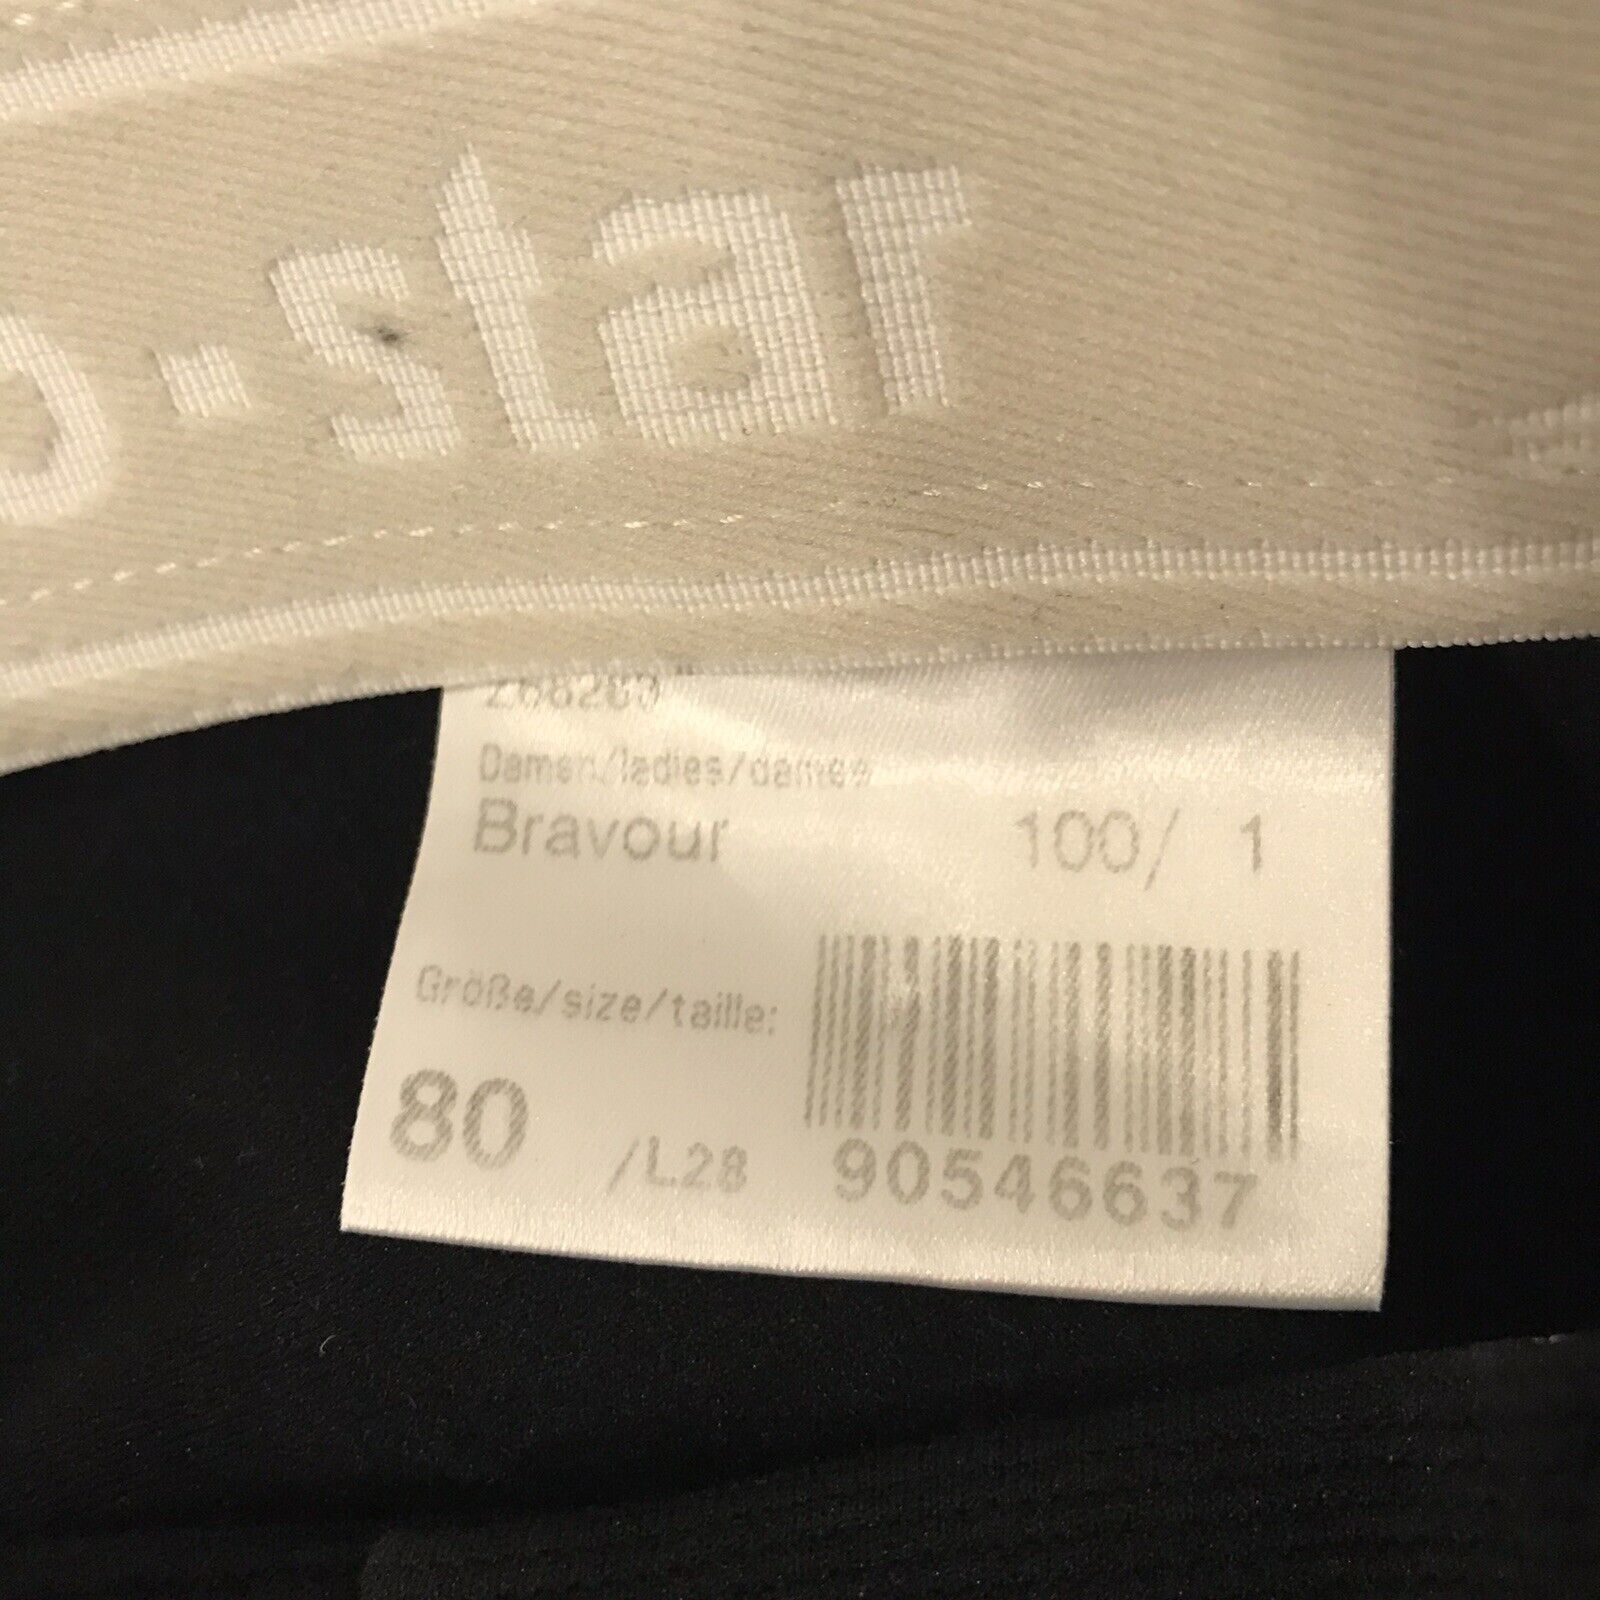 o·star
Damen/ladies/dames
Bravour 100/ 1
Größe/size/taille:
80 /L28 90546637